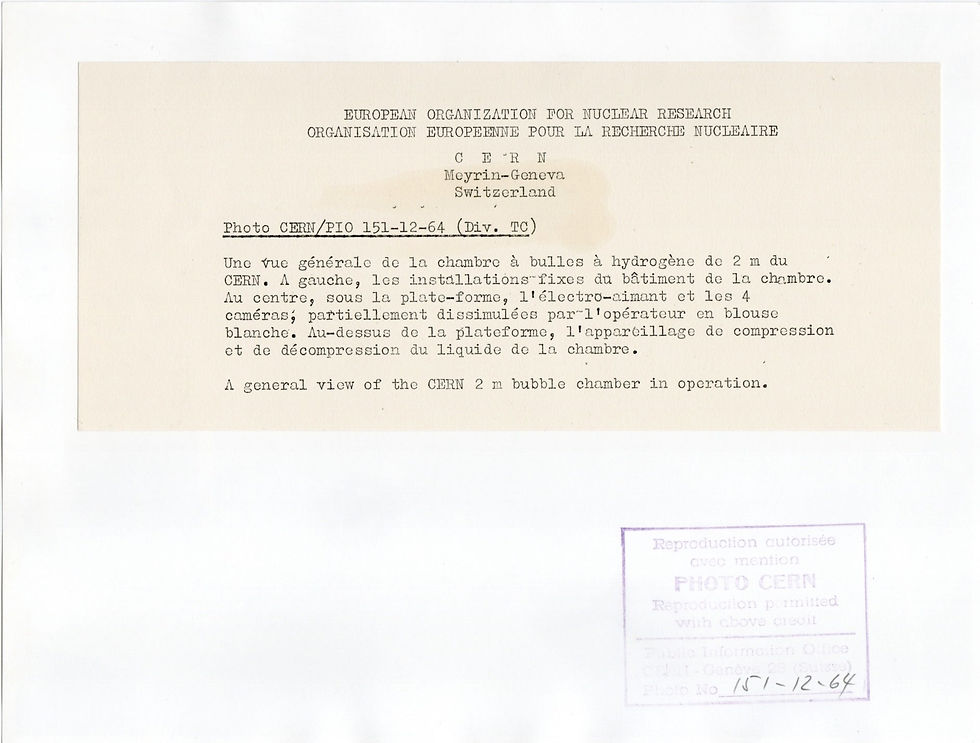 EUROPEAN ORGANIZATION FOR NUCLEAR RESEARCH
ORGANISATION EUROPEENNE POUR LA RECHERCHE NUCLEAIRE
C E R N
Meyrin-Geneva
Switzerland
Photo CERN/PIO 151-12-64 (Div. TC)
Une vue générale de la chambre à bulles à hydrogène de 2 m du
CERN. A gauche, les installations fixes du bâtiment de la chambre.
Au centre, sous la plate-forme, l'électro-aimant et les 4
caméras, partiellement dissimulées par l'opérateur en blouse
blanche. Au-dessus de la plateforme, l'appareillage de compression
et de décompression du liquide de la chambre.
A general view of the CERN 2 m bubble chamber in operation.
Reproduction autorisée
avec mention
PHOTO CERN
Reproduction permitted
with above credit
Public Information Office
CERN - Genève 23 (Suisse)
Photo No 151-12-64